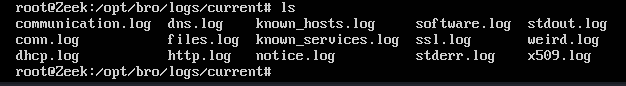 root@Zeek:/opt/bro/logs/current# ls
communication.log  dns.log    known_hosts.log     software.log  stdout.log
conn.log           files.log  known_services.log  ssl.log       weird.log
dhcp.log           http.log   notice.log          stderr.log    x509.log
root@Zeek:/opt/bro/logs/current#